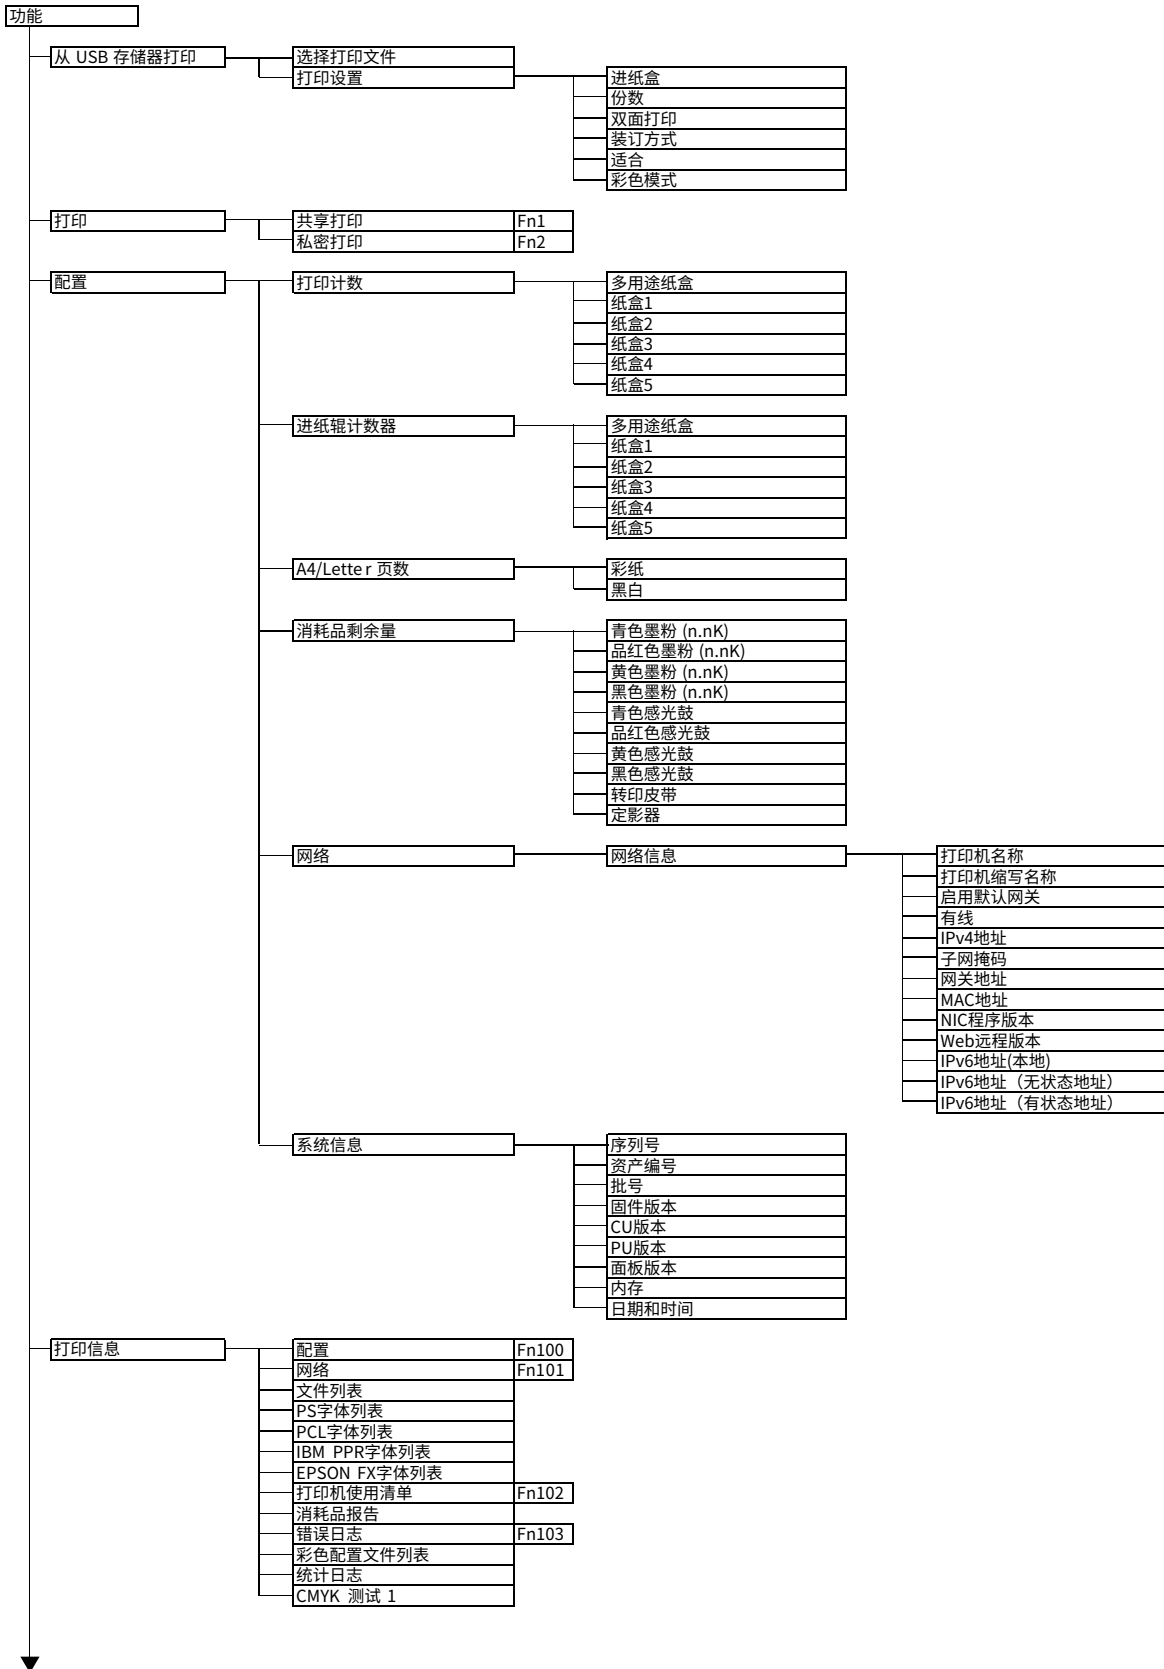 功能
从 USB 存储器打印
选择打印文件
打印设置
进纸盒
份数
双面打印
装订方式
适合
彩色模式
打印
共享打印 Fn1
私密打印 Fn2
配置
打印计数
多用途纸盒
纸盒1
纸盒2
纸盒3
纸盒4
纸盒5
进纸辊计数器
多用途纸盒
纸盒1
纸盒2
纸盒3
纸盒4
纸盒5
A4/Letter 页数
彩纸
黑白
消耗品剩余量
青色墨粉 (n.nK)
品红色墨粉 (n.nK)
黄色墨粉 (n.nK)
黑色墨粉 (n.nK)
青色感光鼓
品红色感光鼓
黄色感光鼓
黑色感光鼓
转印皮带
定影器
网络
网络信息
打印机名称
打印机缩写名称
启用默认网关
有线
IPv4地址
子网掩码
网关地址
MAC地址
NIC程序版本
Web远程版本
IPv6地址(本地)
IPv6地址（无状态地址）
IPv6地址（有状态地址）
系统信息
序列号
资产编号
批号
固件版本
CU版本
PU版本
面板版本
内存
日期和时间
打印信息
配置 Fn100
网络 Fn101
文件列表
PS字体列表
PCL字体列表
IBM PPR字体列表
EPSON FX字体列表
打印机使用清单 Fn102
消耗品报告
错误日志 Fn103
彩色配置文件列表
统计日志
CMYK 测试 1